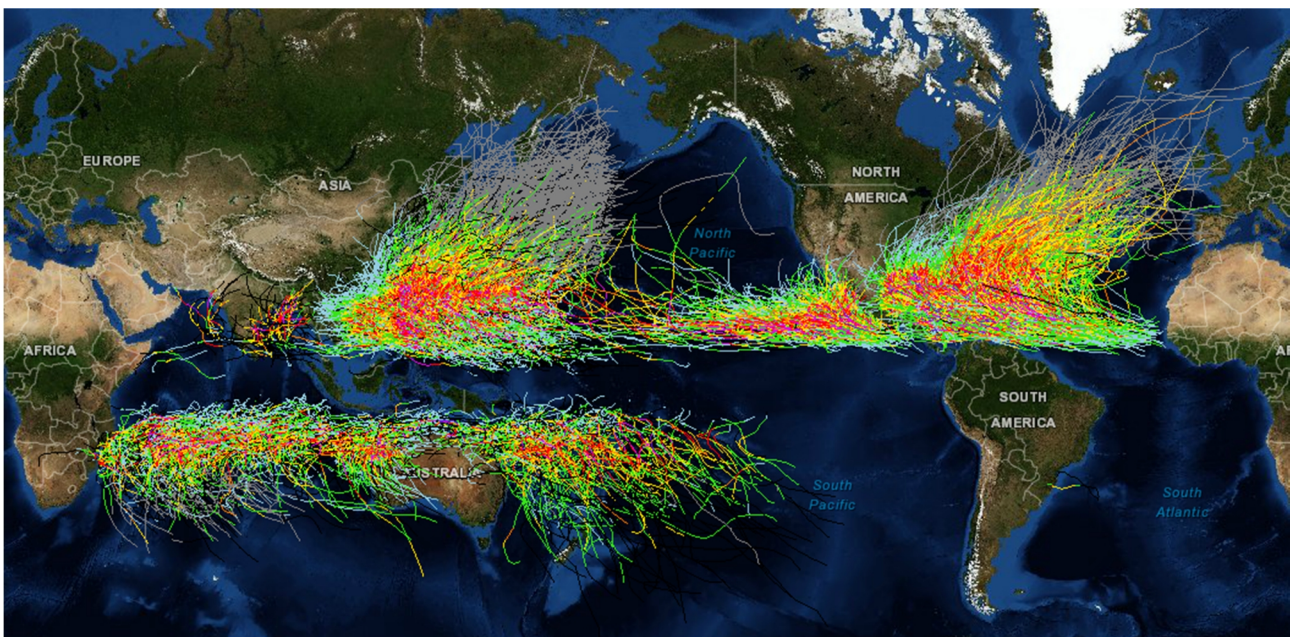 EUROPE
ASIA
NORTH
AMERICA
North
Pacific
AFRICA
SOUTH
AMERICA
South
Pacific
South
Atlantic